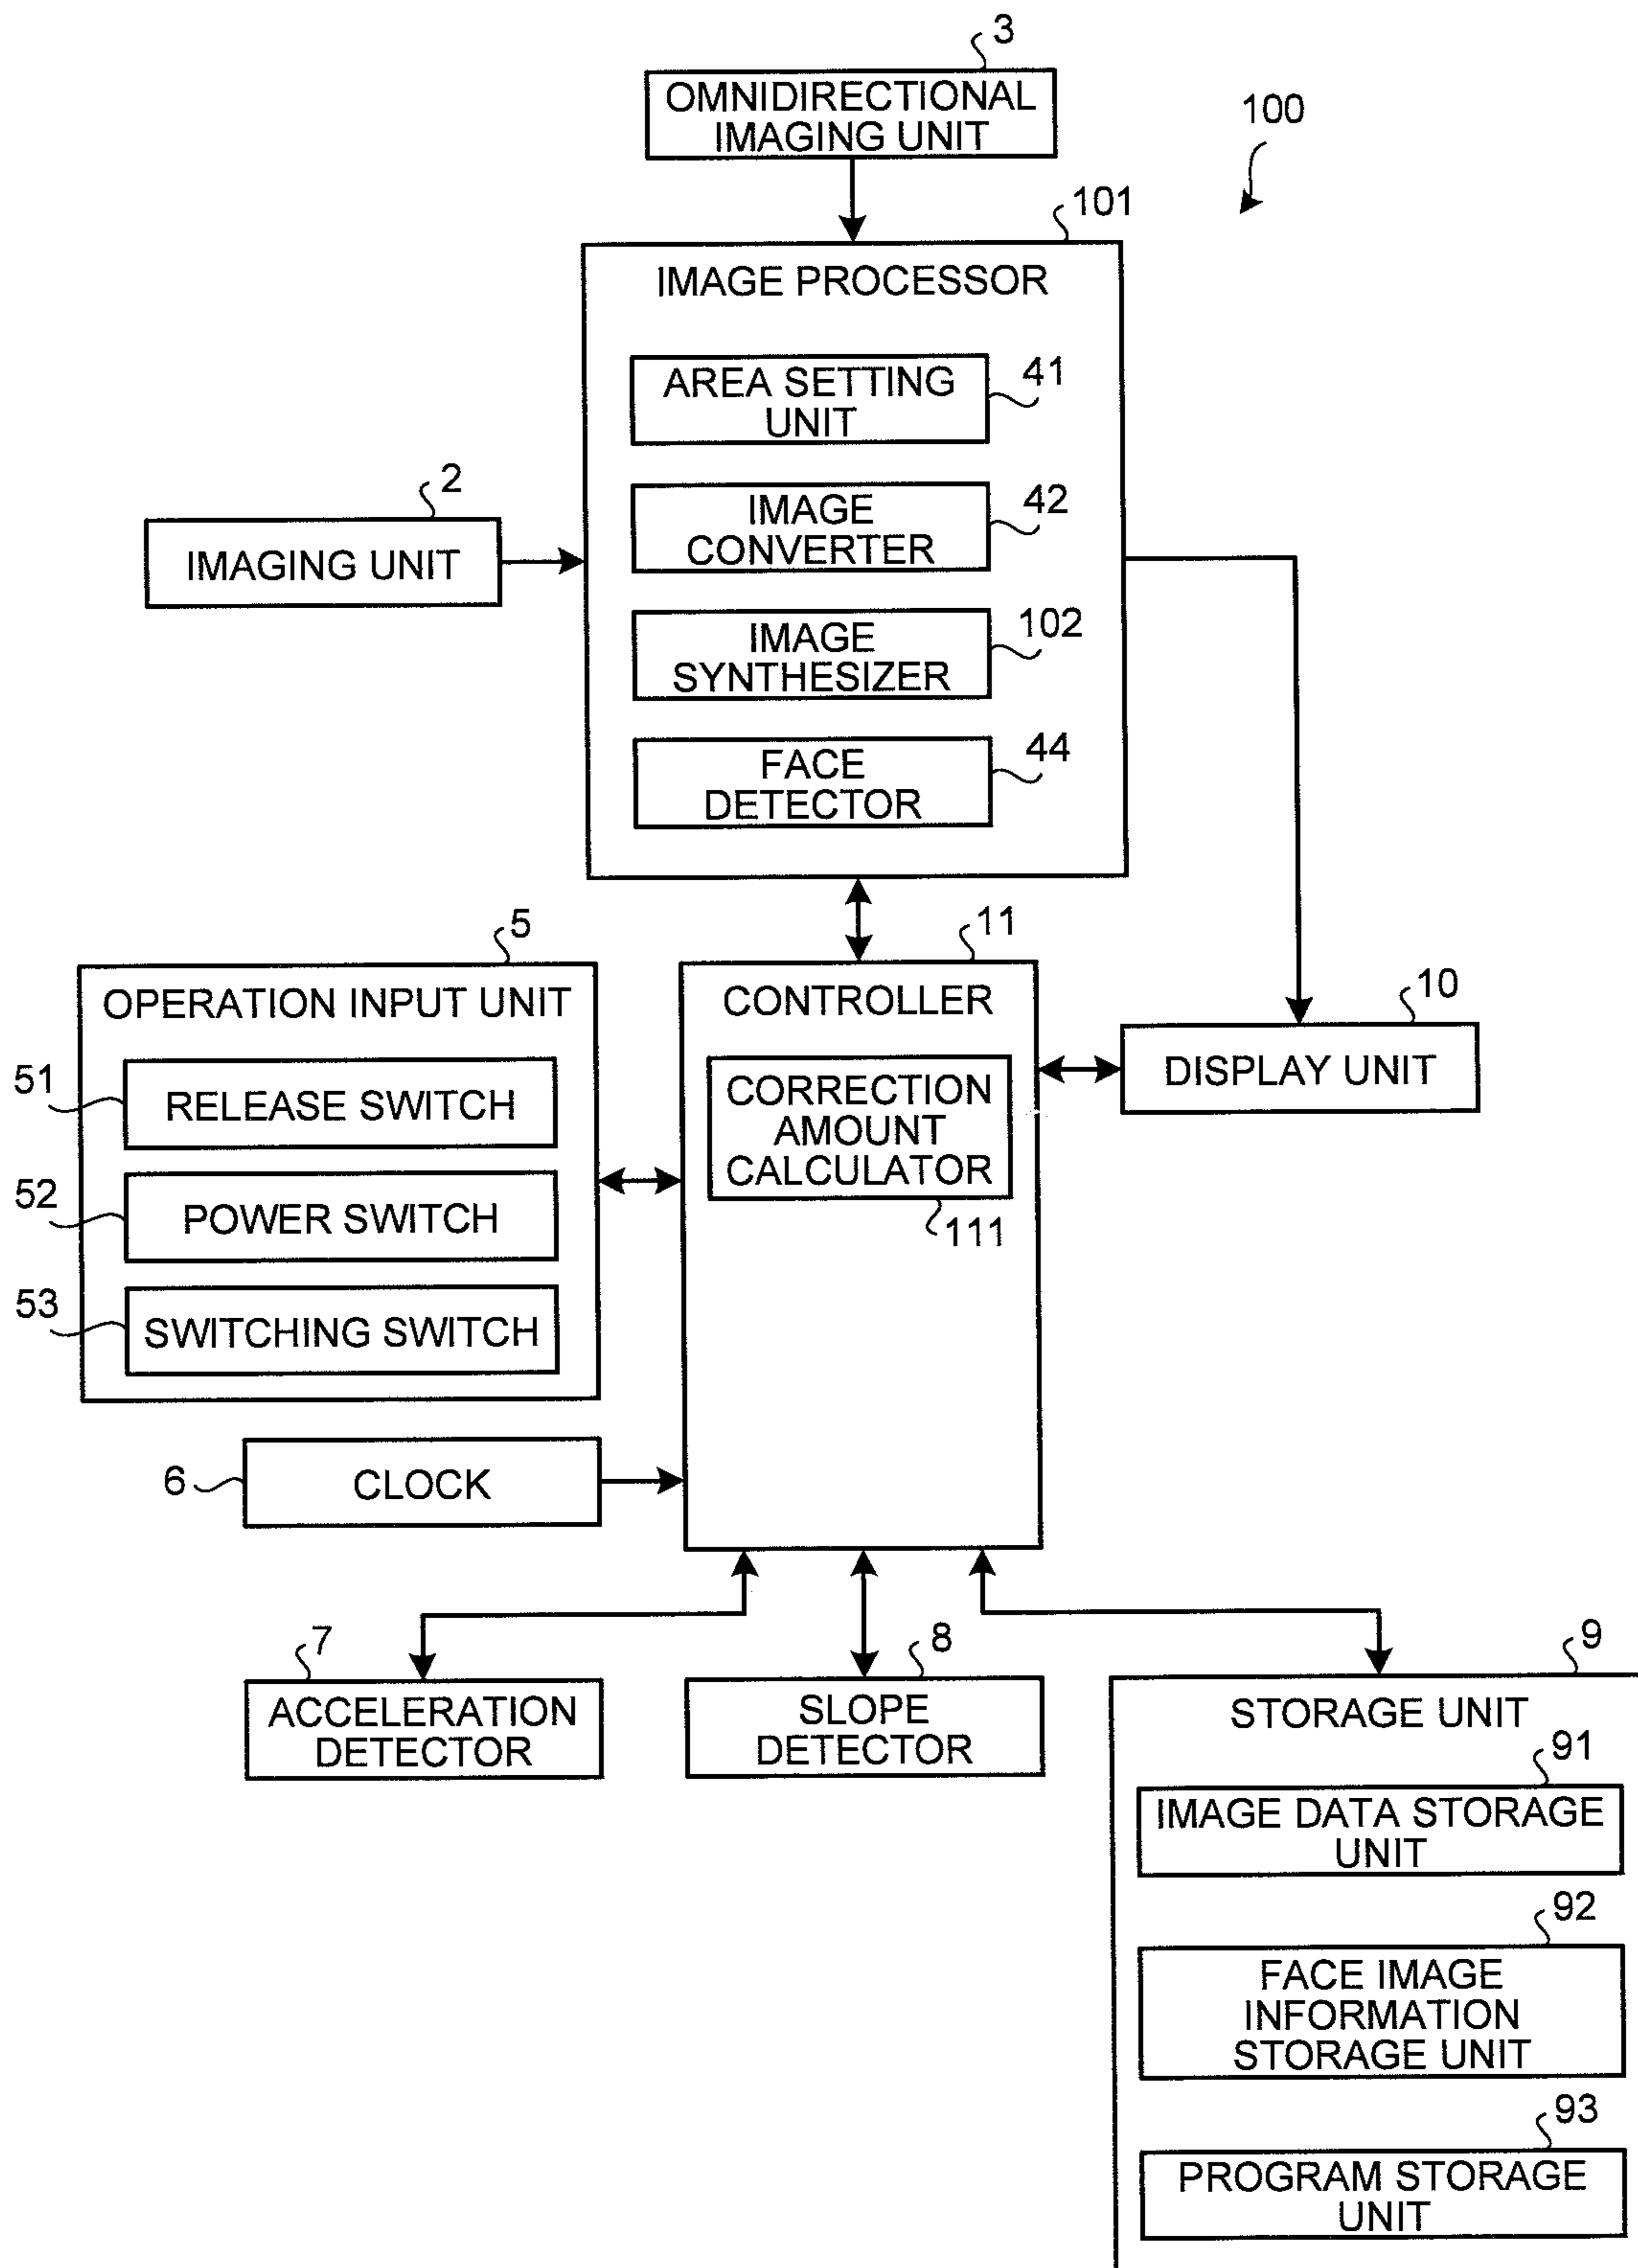 3
OMNIDIRECTIONAL
IMAGING UNIT
100
101
IMAGE PROCESSOR
AREA SETTING
UNIT
41
2
IMAGING UNIT
IMAGE
CONVERTER
42
IMAGE
SYNTHESIZER
102
FACE
DETECTOR
44
5
OPERATION INPUT UNIT
51
RELEASE SWITCH
52
POWER SWITCH
53
SWITCHING SWITCH
11
CONTROLLER
CORRECTION
AMOUNT
CALCULATOR
111
10
DISPLAY UNIT
6
CLOCK
7
ACCELERATION
DETECTOR
8
SLOPE
DETECTOR
9
STORAGE UNIT
91
IMAGE DATA STORAGE
UNIT
92
FACE IMAGE
INFORMATION
STORAGE UNIT
93
PROGRAM STORAGE
UNIT